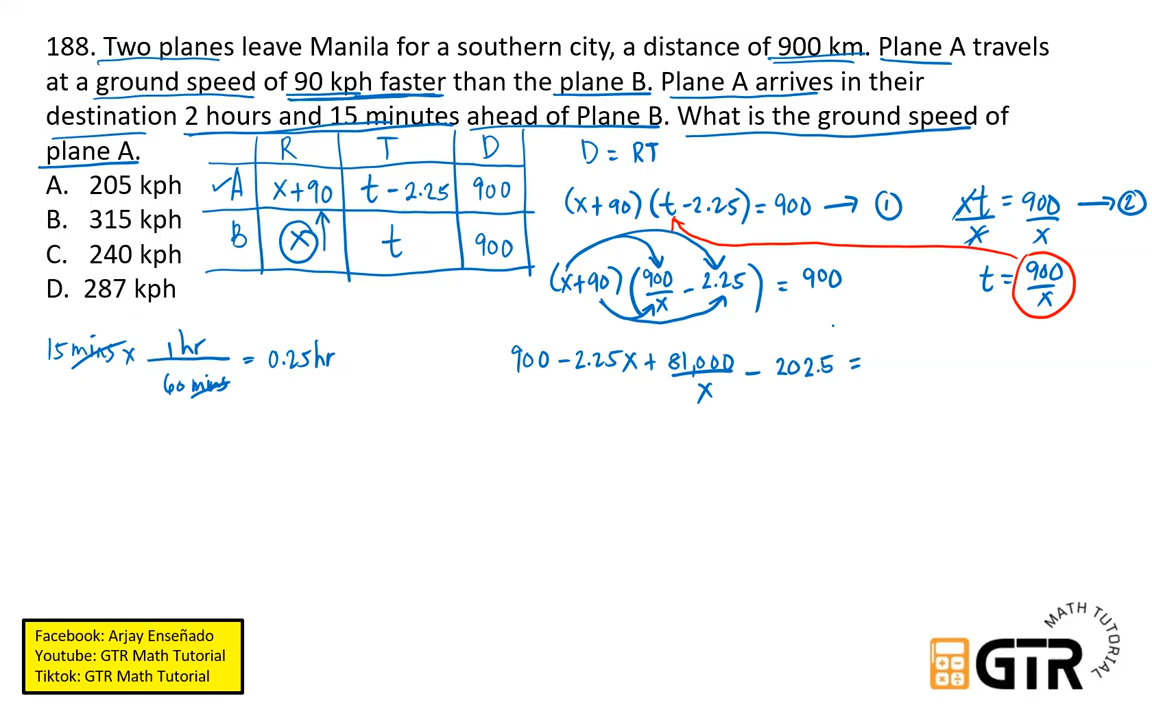 188. Two planes leave Manila for a southern city, a distance of 900 km. Plane A travels
at a ground speed of 90 kph faster than the plane B. Plane A arrives in their
destination 2 hours and 15 minutes ahead of Plane B. What is the ground speed of
plane A.
A. 205 kph
B. 315 kph
C. 240 kph
D. 287 kph
R T D
✓A x+90 t-2.25 900
B x ↑ t 900
D = RT
(x+90)(t-2.25)=900 → ①
xt/x = 900/x → ②
t = 900/x
(x+90)(900/x - 2.25) = 900
15 mins x 1hr/60 mins = 0.25hr
900 - 2.25x + 81,000/x - 202.5 =
Facebook: Arjay Enseñado
Youtube: GTR Math Tutorial
Tiktok: GTR Math Tutorial
GTR
MATH TUTORIAL